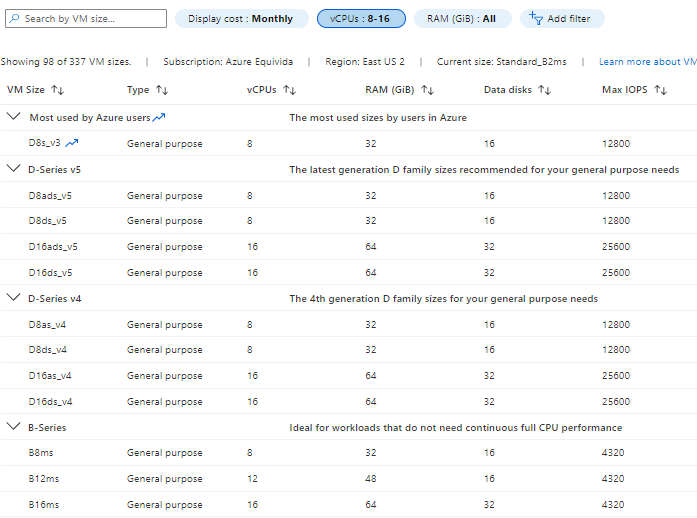 Search by VM size... Display cost : Monthly vCPUs : 8-16 RAM (GiB) : All Add filter
Showing 98 of 337 VM sizes. | Subscription: Azure Equivida | Region: East US 2 | Current size: Standard_B2ms | Learn more about VM
VM Size ↑↓ Type ↑↓ vCPUs ↑↓ RAM (GiB) ↑↓ Data disks ↑↓ Max IOPS ↑↓
Most used by Azure users The most used sizes by users in Azure
D8s_v3 General purpose 8 32 16 12800
D-Series v5 The latest generation D family sizes recommended for your general purpose needs
D8ads_v5 General purpose 8 32 16 12800
D8ds_v5 General purpose 8 32 16 12800
D16ads_v5 General purpose 16 64 32 25600
D16ds_v5 General purpose 16 64 32 25600
D-Series v4 The 4th generation D family sizes for your general purpose needs
D8as_v4 General purpose 8 32 16 12800
D8ds_v4 General purpose 8 32 16 12800
D16as_v4 General purpose 16 64 32 25600
D16ds_v4 General purpose 16 64 32 25600
B-Series Ideal for workloads that do not need continuous full CPU performance
B8ms General purpose 8 32 16 4320
B12ms General purpose 12 48 16 4320
B16ms General purpose 16 64 32 4320